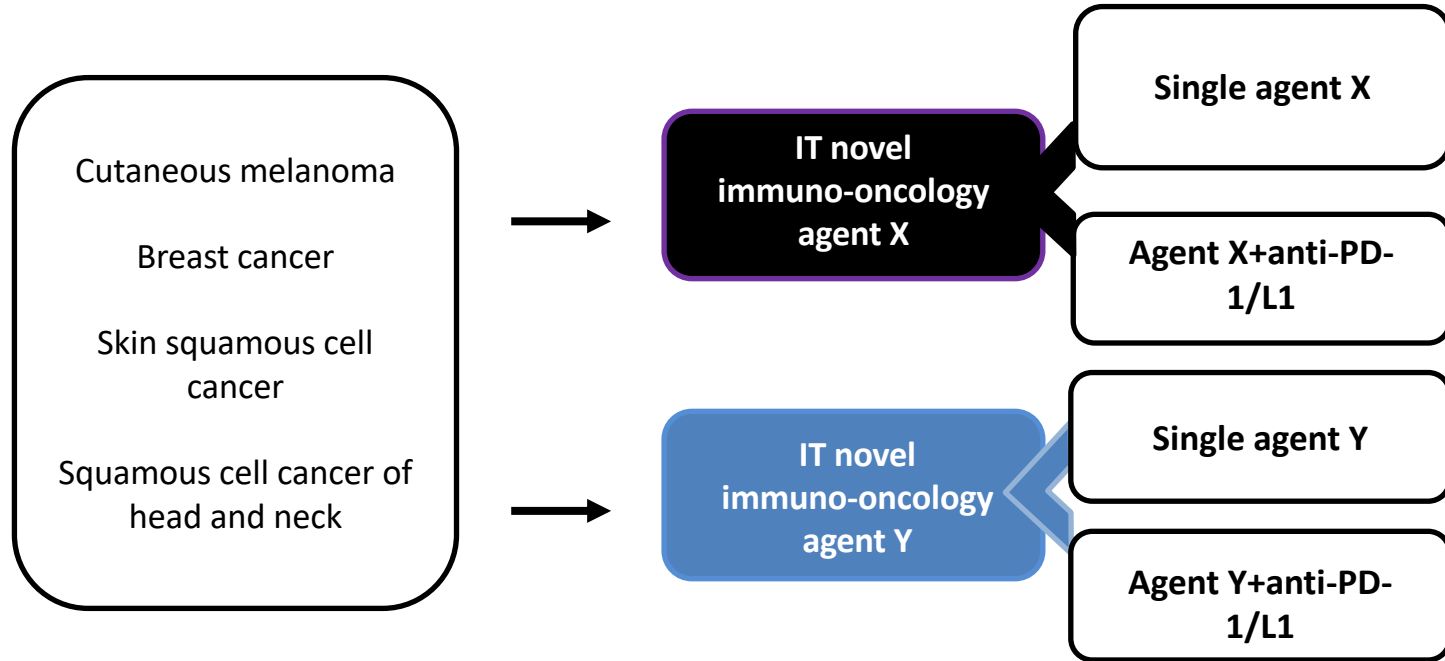 Cutaneous melanoma
Breast cancer
Skin squamous cell
cancer
Squamous cell cancer of
head and neck
IT novel
immuno-oncology
agent X
Single agent X
Agent X+anti-PD-
1/L1
IT novel
immuno-oncology
agent Y
Single agent Y
Agent Y+anti-PD-
1/L1